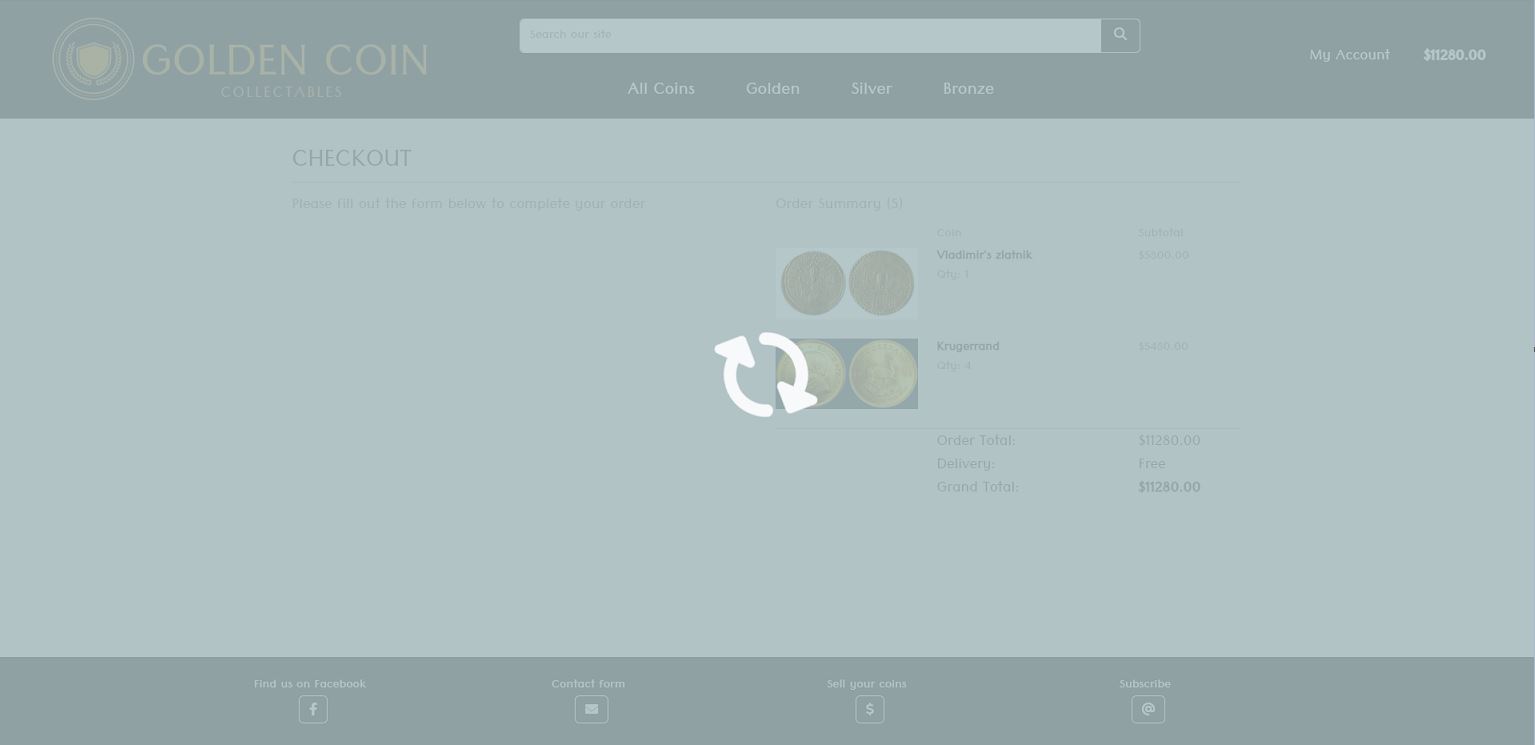 GOLDEN COIN
COLLECTABLES
Search our site
My Account
$11280.00
All Coins
Golden
Silver
Bronze
CHECKOUT
Please fill out the form below to complete your order
Order Summary (5)
Coin
Subtotal
Vladimir's zlatnik
$5800.00
Qty: 1
Krugerrand
$5480.00
Qty: 4
Order Total:
$11280.00
Delivery:
Free
Grand Total:
$11280.00
Find us on Facebook
Contact form
Sell your coins
Subscribe